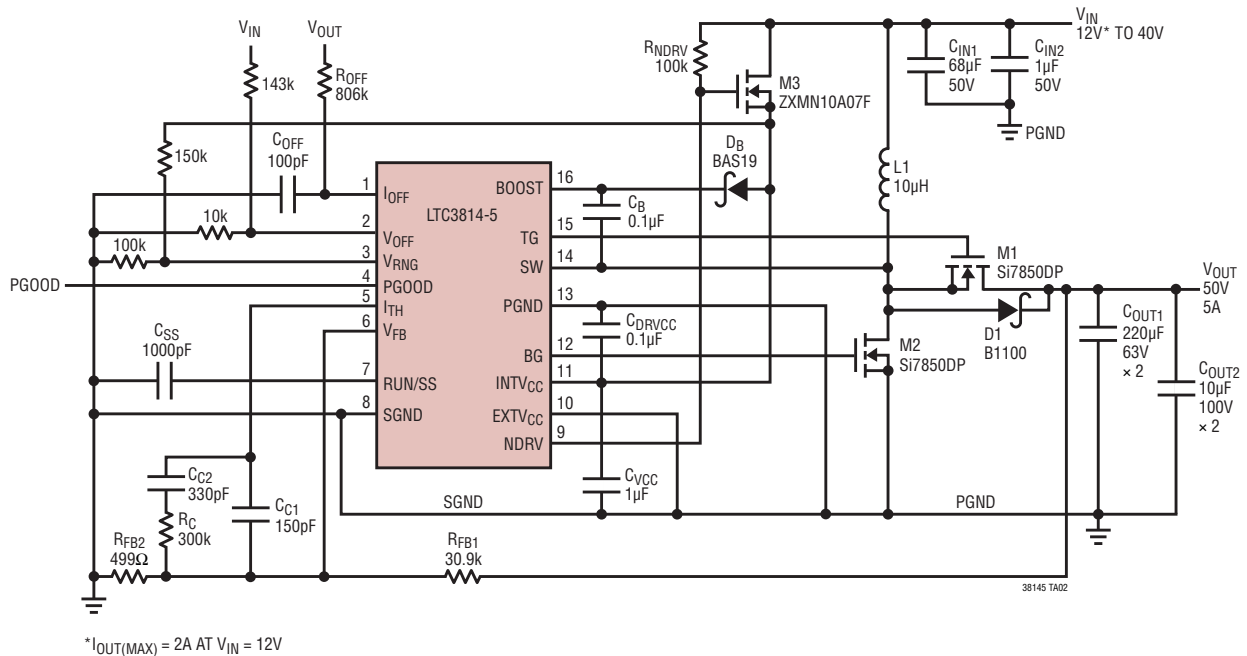 VIN
VOUT
143k
ROFF
806k
RNDRV
100k
M3
ZXMN10A07F
VIN
12V* TO 40V
CIN1
68µF
50V
CIN2
1µF
50V
PGND
150k
COFF
100pF
DB
BAS19
L1
10µH
LTC3814-5
1
IOFF
2
VOFF
3
VRNG
4
PGOOD
5
ITH
6
VFB
7
RUN/SS
8
SGND
BOOST
16
TG
15
SW
14
PGND
13
BG
12
INTVCC
11
EXTVCC
10
NDRV
9
10k
100k
PGOOD
CB
0.1µF
CDRVCC
0.1µF
M1
Si7850DP
D1
B1100
M2
Si7850DP
VOUT
50V
5A
COUT1
220µF
63V
× 2
COUT2
10µF
100V
× 2
CSS
1000pF
CC2
330pF
RC
300k
CC1
150pF
CVCC
1µF
SGND
PGND
RFB2
499Ω
RFB1
30.9k
38145 TA02
*IOUT(MAX) = 2A AT VIN = 12V